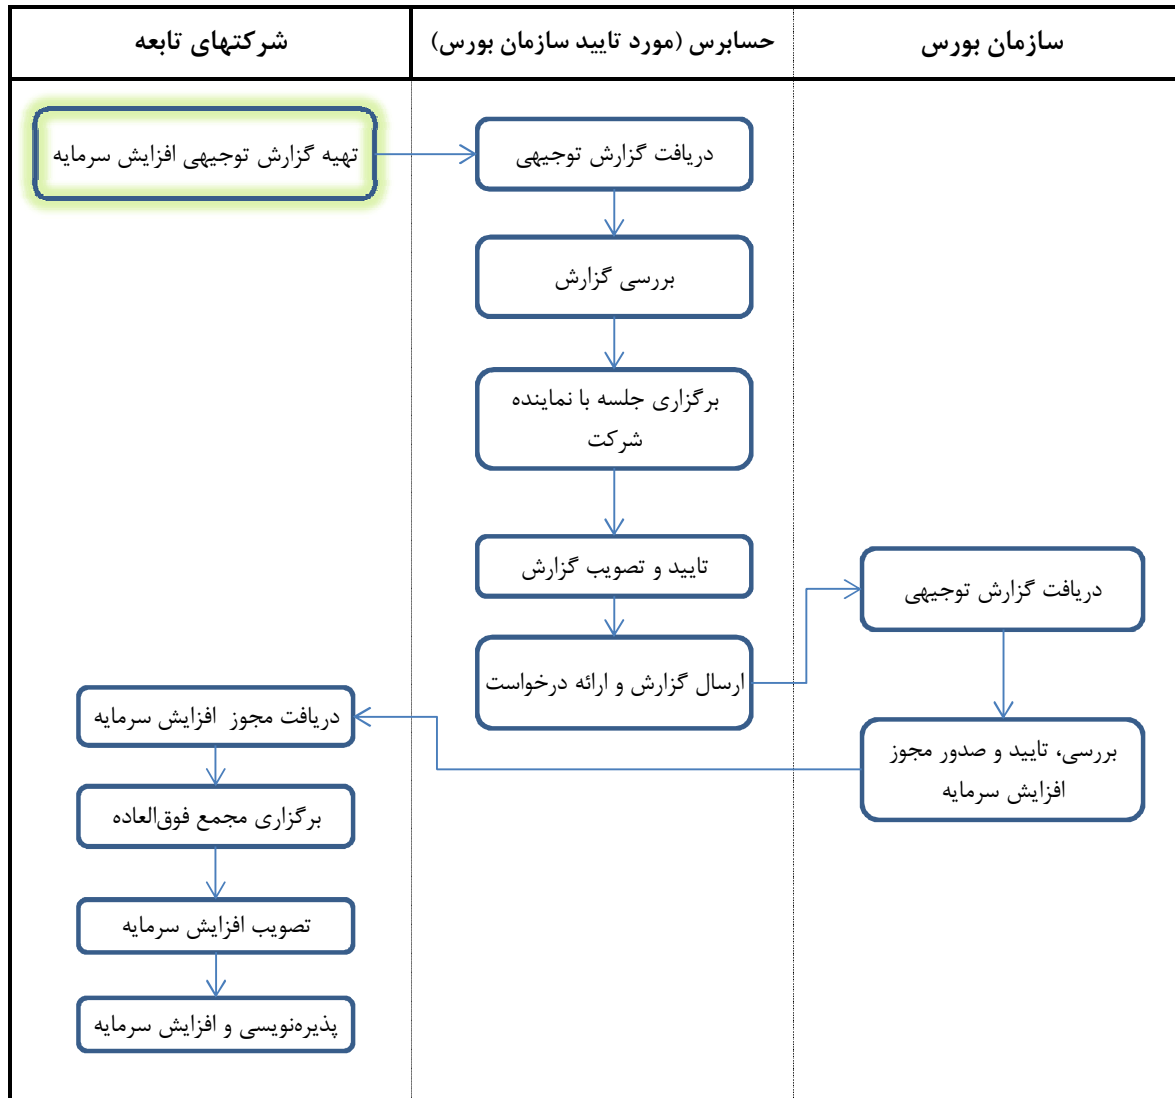 شرکتهای تابعه
حسابرس (مورد تایید سازمان بورس)
سازمان بورس
تهیه گزارش توجیهی افزایش سرمایه
دریافت گزارش توجیهی
بررسی گزارش
برگزاری جلسه با نماینده
شرکت
تایید و تصویب گزارش
ارسال گزارش و ارائه درخواست
دریافت گزارش توجیهی
بررسی، تایید و صدور مجوز
افزایش سرمایه
دریافت مجوز افزایش سرمایه
برگزاری مجمع فوق‌العاده
تصویب افزایش سرمایه
پذیره‌نویسی و افزایش سرمایه